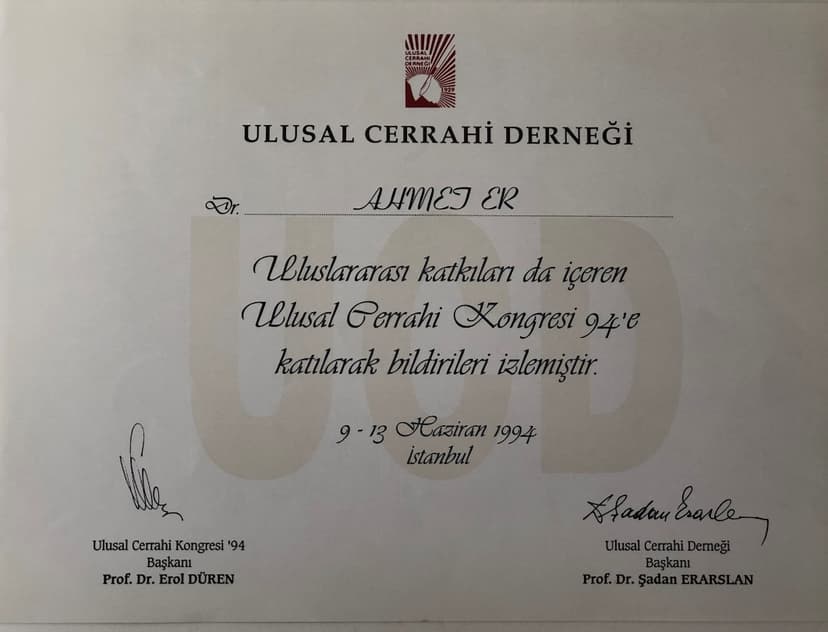 ULUSAL
CERRAHİ
DERNEĞİ
ULUSAL CERRAHİ DERNEĞİ
Dr. AHMET ER
UCD
Uluslararası katkıları da içeren
Ulusal Cerrahi Kongresi 94'e
katılarak bildirileri izlemiştir.
9 - 13 Haziran 1994
İstanbul
Ulusal Cerrahi Kongresi '94
Başkanı
Prof. Dr. Erol DÜREN
Ulusal Cerrahi Derneği
Başkanı
Prof. Dr. Şadan ERARSLAN